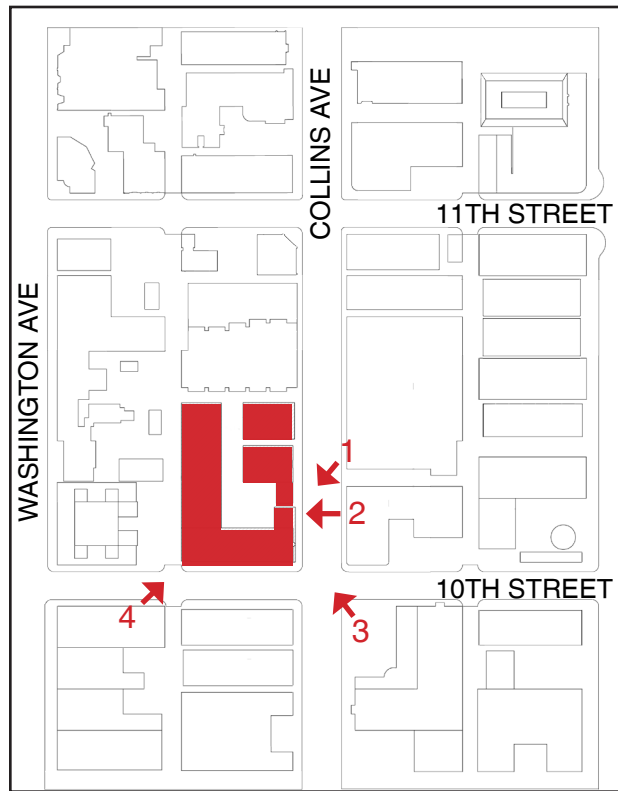 COLLINS AVE
11TH STREET
WASHINGTON AVE
1
2
10TH STREET
4
3